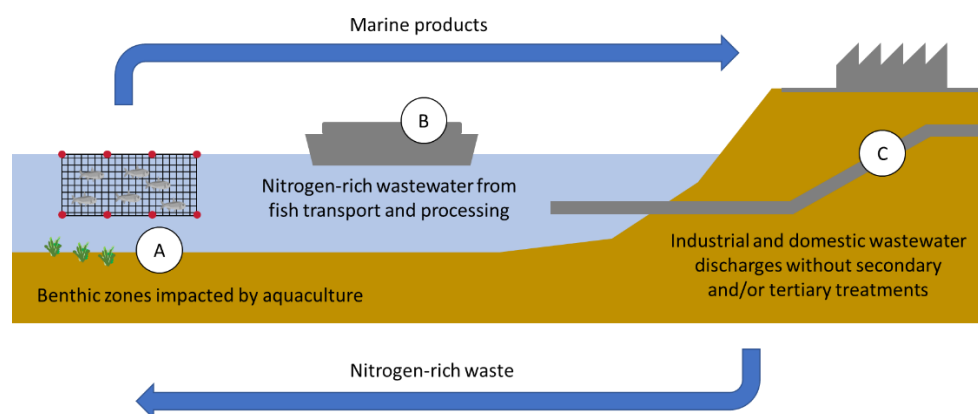 Marine products
B
C
Nitrogen-rich wastewater from
fish transport and processing
A
Industrial and domestic wastewater
discharges without secondary
and/or tertiary treatments
Benthic zones impacted by aquaculture
Nitrogen-rich waste